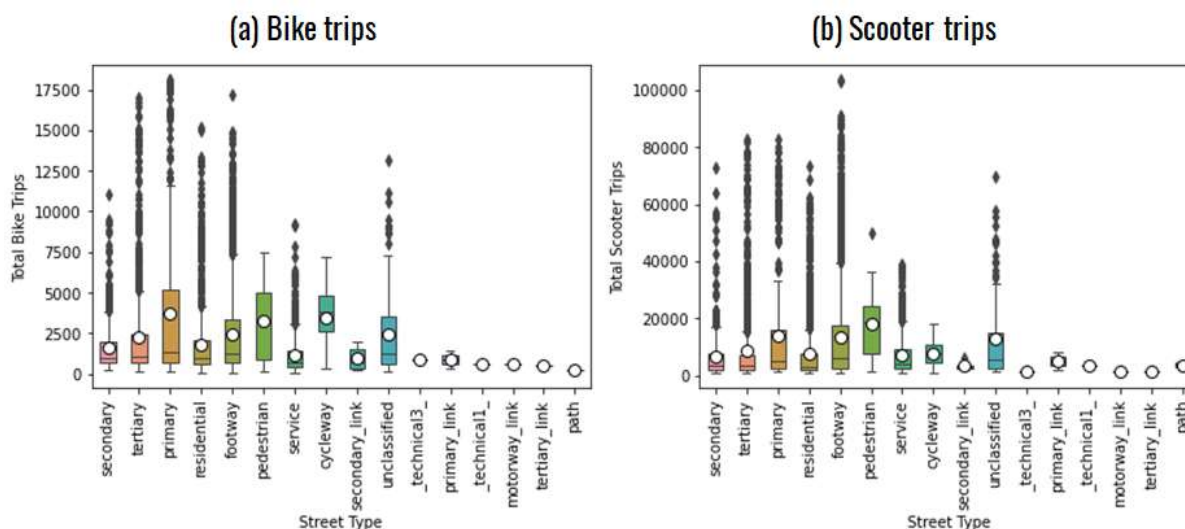 (a) Bike trips
17500
15000
12500
10000
7500
5000
2500
0
Total Bike Trips
secondary
tertiary
primary
residential
footway
pedestrian
service
cycleway
secondary_link
unclassified
_technical3_
primary_link
_technical1_
motorway_link
tertiary_link
path
Street Type
(b) Scooter trips
100000
80000
60000
40000
20000
0
Total Scooter Trips
secondary
tertiary
primary
residential
footway
pedestrian
service
cycleway
secondary_link
unclassified
_technical3_
primary_link
_technical1_
motorway_link
tertiary_link
path
Street Type